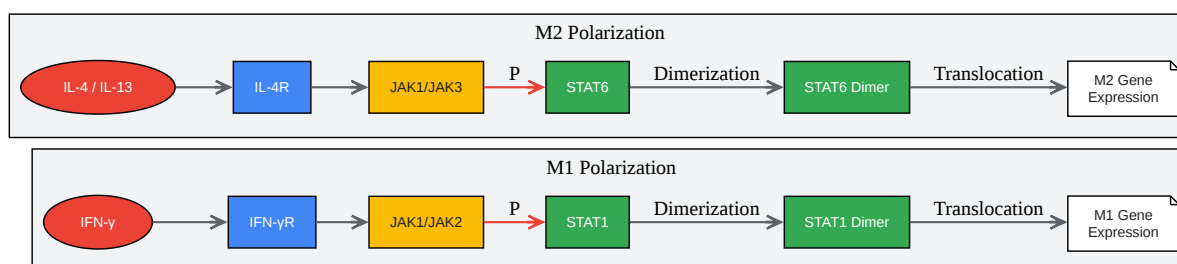 M2 Polarization
IL-4 / IL-13
IL-4R
JAK1/JAK3
P
STAT6
Dimerization
STAT6 Dimer
Translocation
M2 Gene
Expression
M1 Polarization
IFN-γ
IFN-γR
JAK1/JAK2
P
STAT1
Dimerization
STAT1 Dimer
Translocation
M1 Gene
Expression